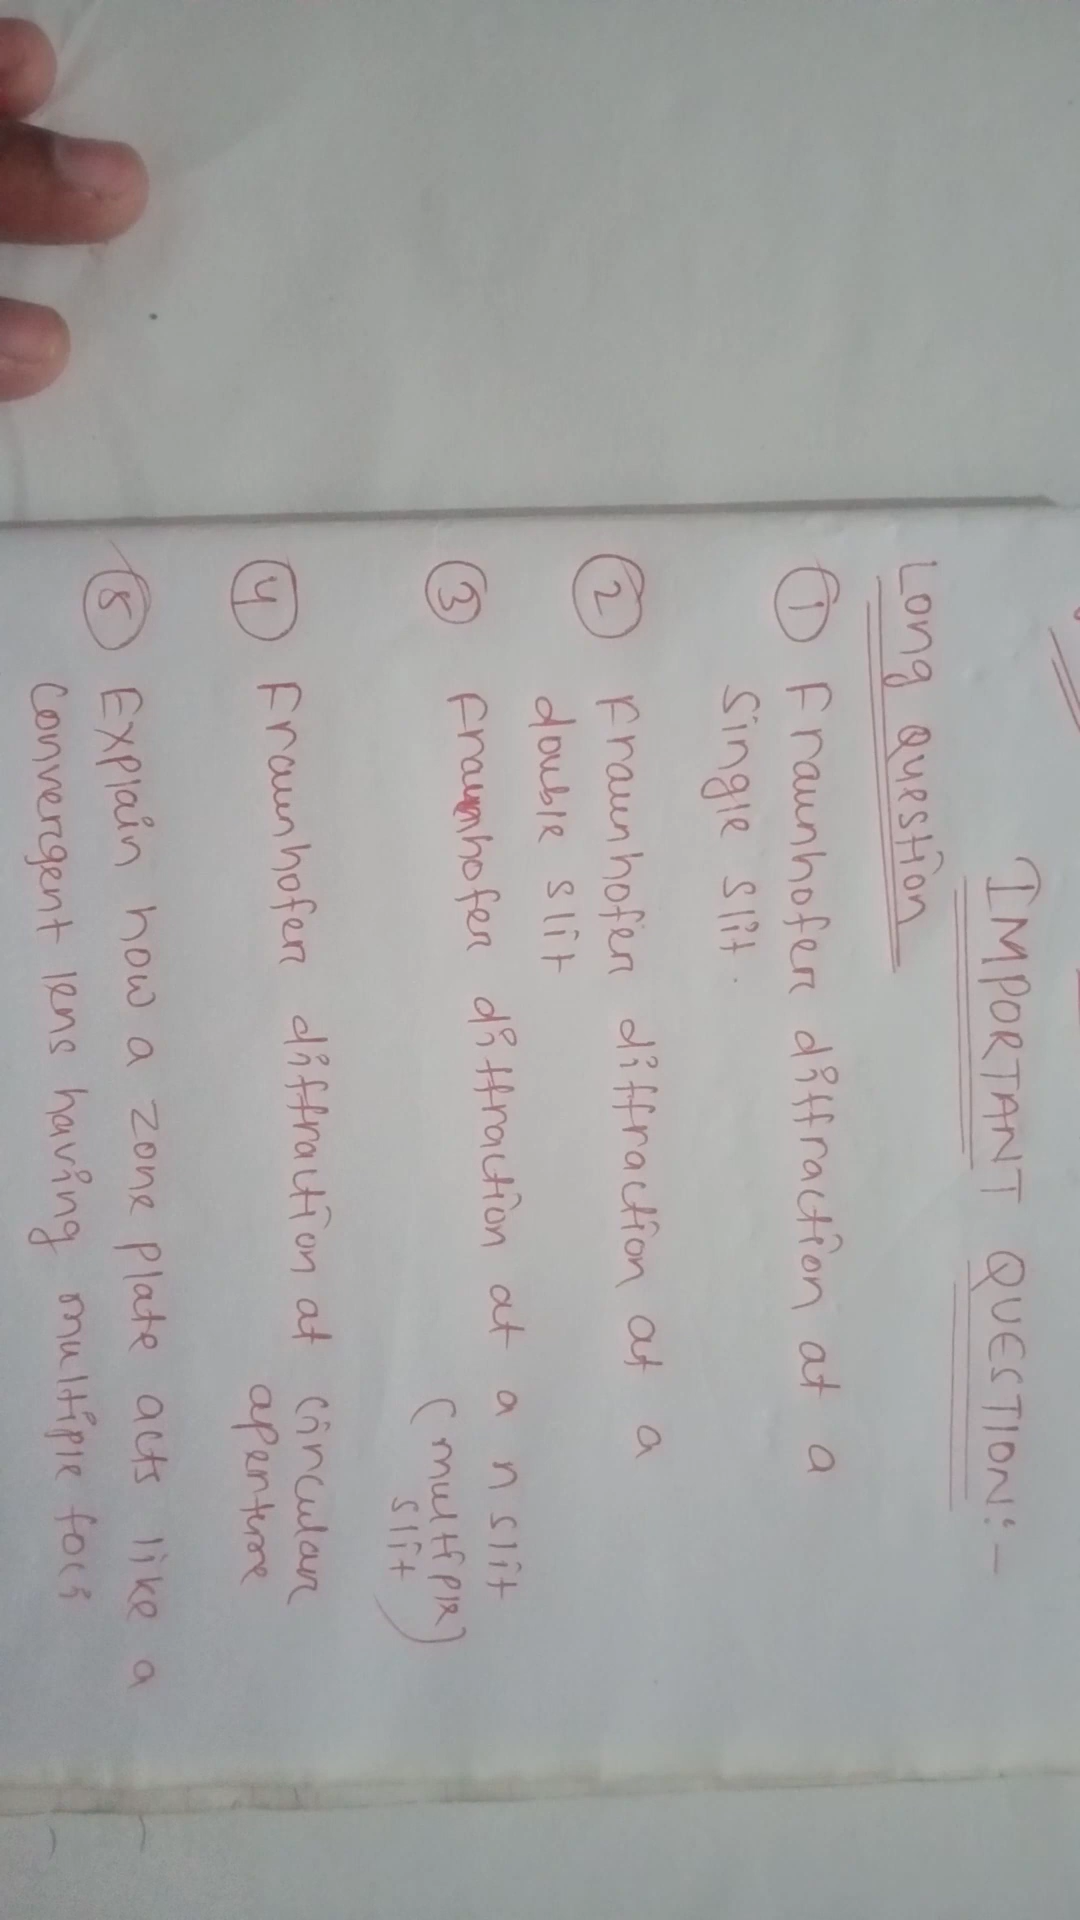 IMPORTANT QUESTION:-
Long Question
① Fraunhofer diffraction at a
single slit.
② Fraunhofer diffraction at a
double slit
③ Fraunhofer diffraction at a n slit
(multiple
slit)
④ Fraunhofer diffraction at circular
aperture
⑤ Explain how a zone plate acts like a
convergent lens having multiple foci